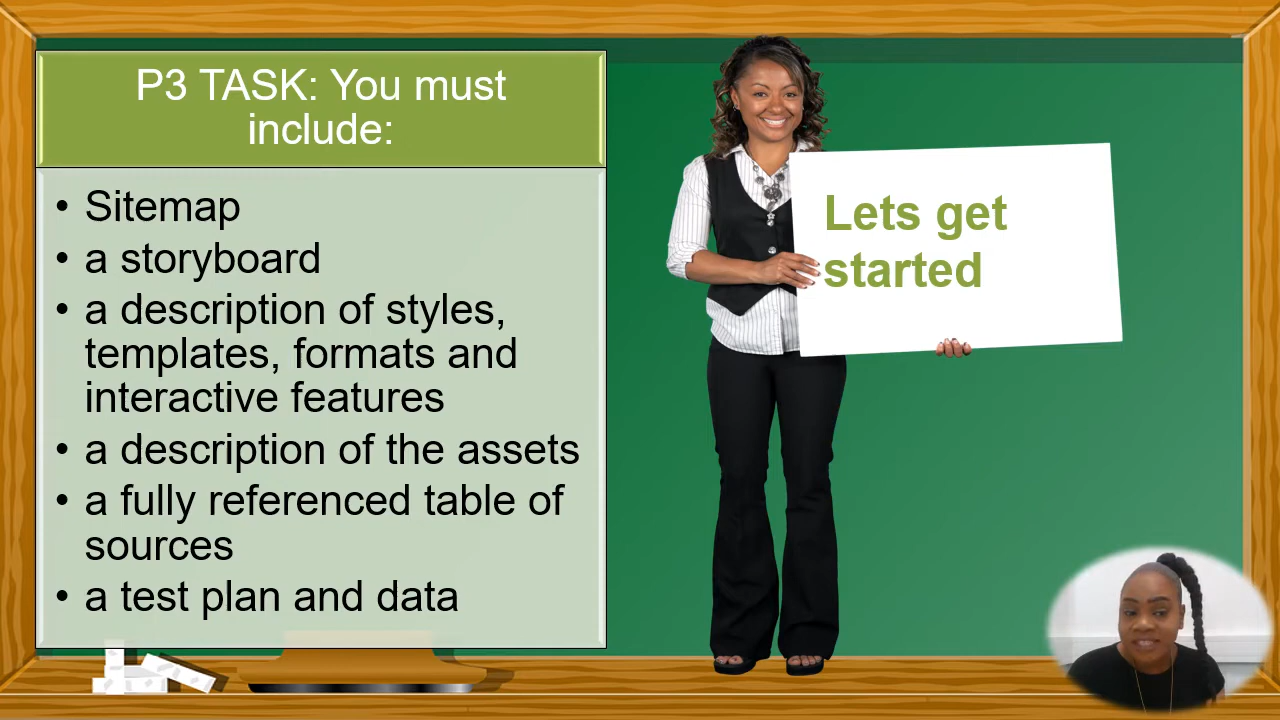 P3 TASK: You must
include:
• Sitemap
• a storyboard
• a description of styles,
templates, formats and
interactive features
• a description of the assets
• a fully referenced table of
sources
• a test plan and data
Lets get
started